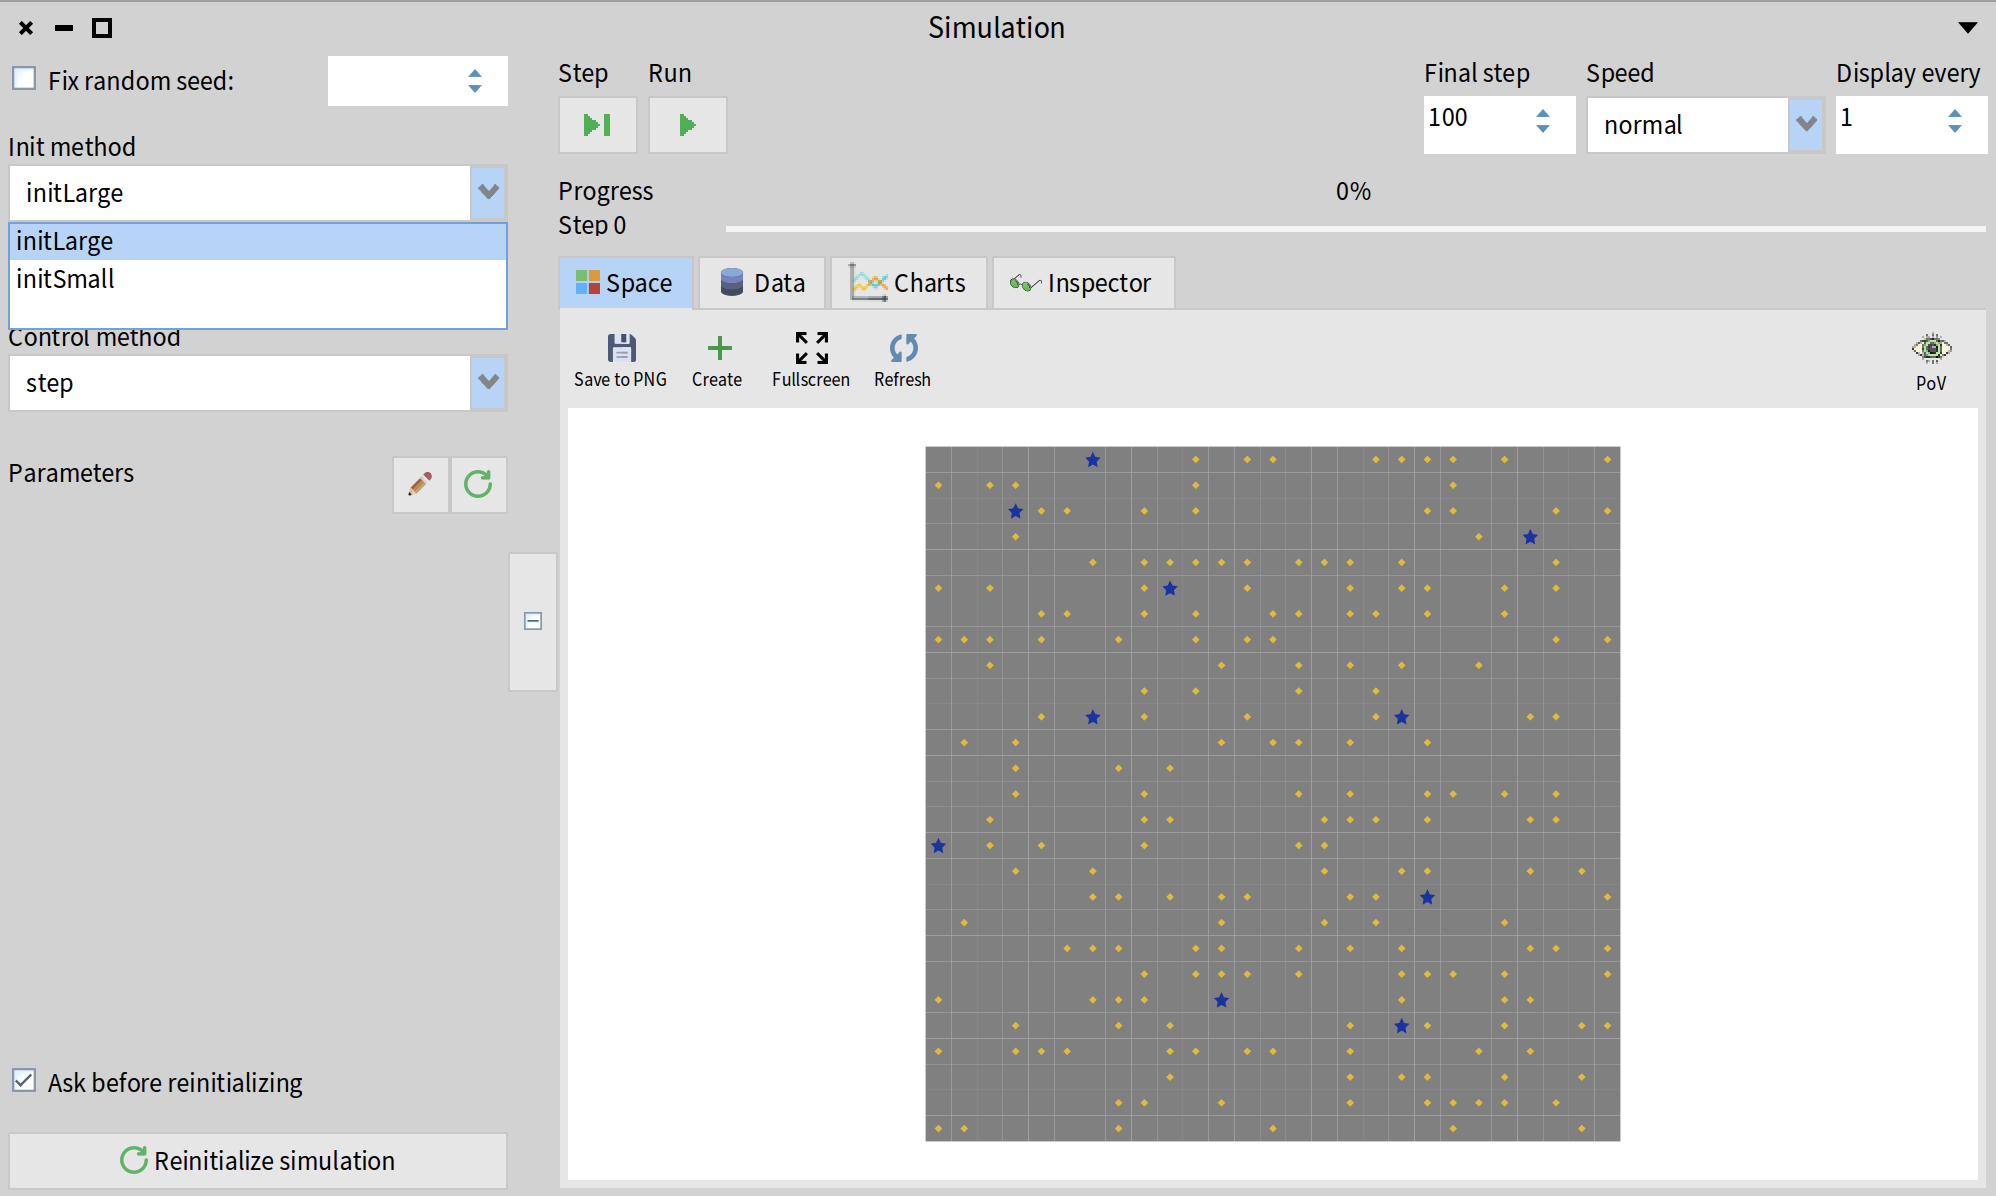 Simulation
Fix random seed:
Init method
initLarge
initLarge
initSmall
Control method
step
Parameters
Ask before reinitializing
Reinitialize simulation
Step Run
Final step Speed Display every
100 normal 1
Progress 0%
Step 0
Space Data Charts Inspector
Save to PNG Create Fullscreen Refresh PoV